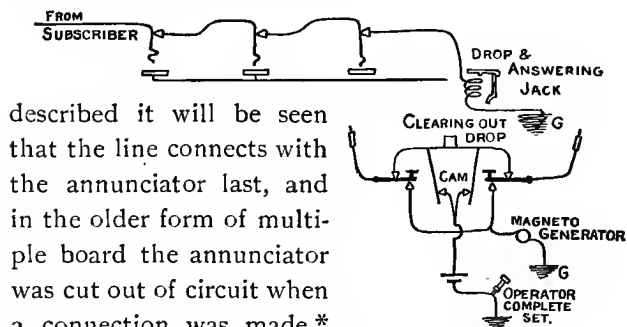 FROM
SUBSCRIBER
DROP &
ANSWERING
JACK
G
described it will be seen
that the line connects with
the annunciator last, and
in the older form of multi-
ple board the annunciator
was cut out of circuit when
a connection was made.*
CLEARING OUT
DROP
CAM
MAGNETO
GENERATOR
G
OPERATOR
COMPLETE
SET.